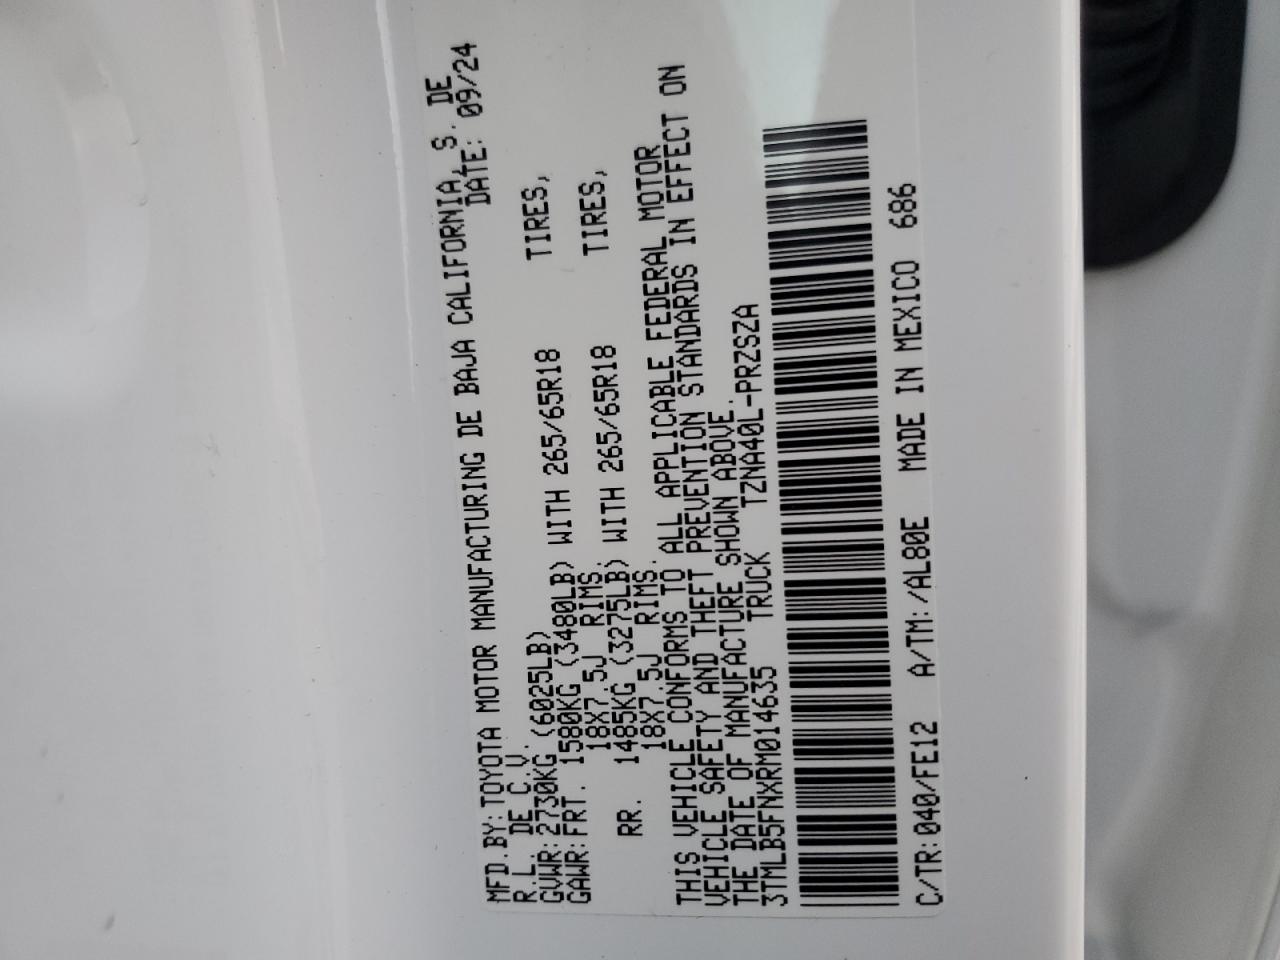 MFD.BY:TOYOTA MOTOR MANUFACTURING DE BAJA CALIFORNIA, S. DE
R.L. DE C.V. DATE: 09/24
GVWR:2730KG (6025LB)
GAWR:FRT. 1580KG (3480LB) WITH 265/65R18 TIRES,
18X7.5J RIMS.
RR. 1485KG (3275LB) WITH 265/65R18 TIRES,
18X7.5J RIMS.
THIS VEHICLE CONFORMS TO ALL APPLICABLE FEDERAL MOTOR
VEHICLE SAFETY AND THEFT PREVENTION STANDARDS IN EFFECT ON
THE DATE OF MANUFACTURE SHOWN ABOVE.
3TMLB5FNXRM014635 TRUCK TZNA40L-PRZSZA
C/TR:040/FE12 A/TM:/AL80E MADE IN MEXICO 686